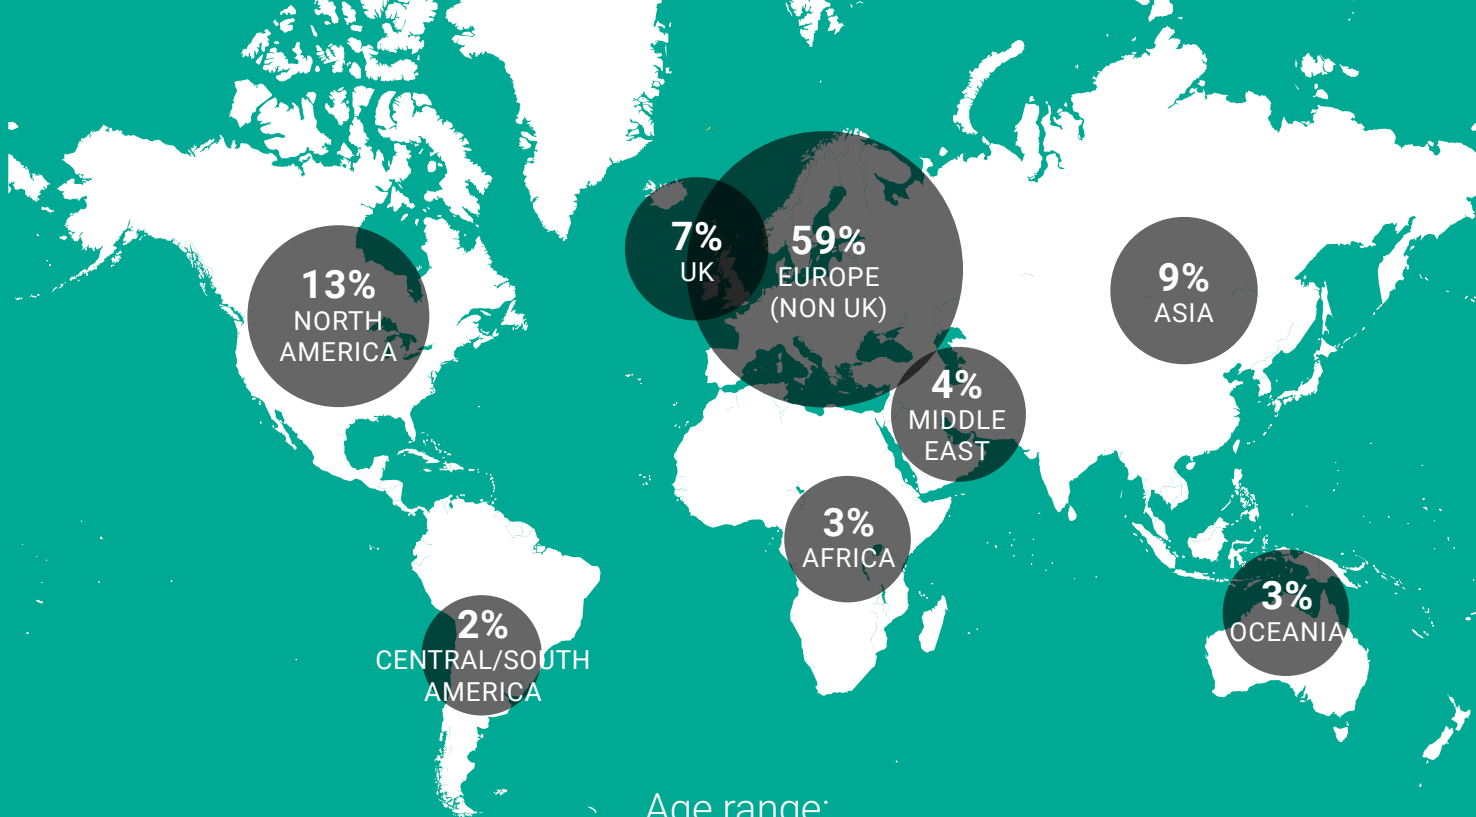 7%
UK
59%
EUROPE
(NON UK)
13%
NORTH
AMERICA
9%
ASIA
4%
MIDDLE
EAST
3%
AFRICA
3%
OCEANIA
2%
CENTRAL/SOUTH
AMERICA
Age range: